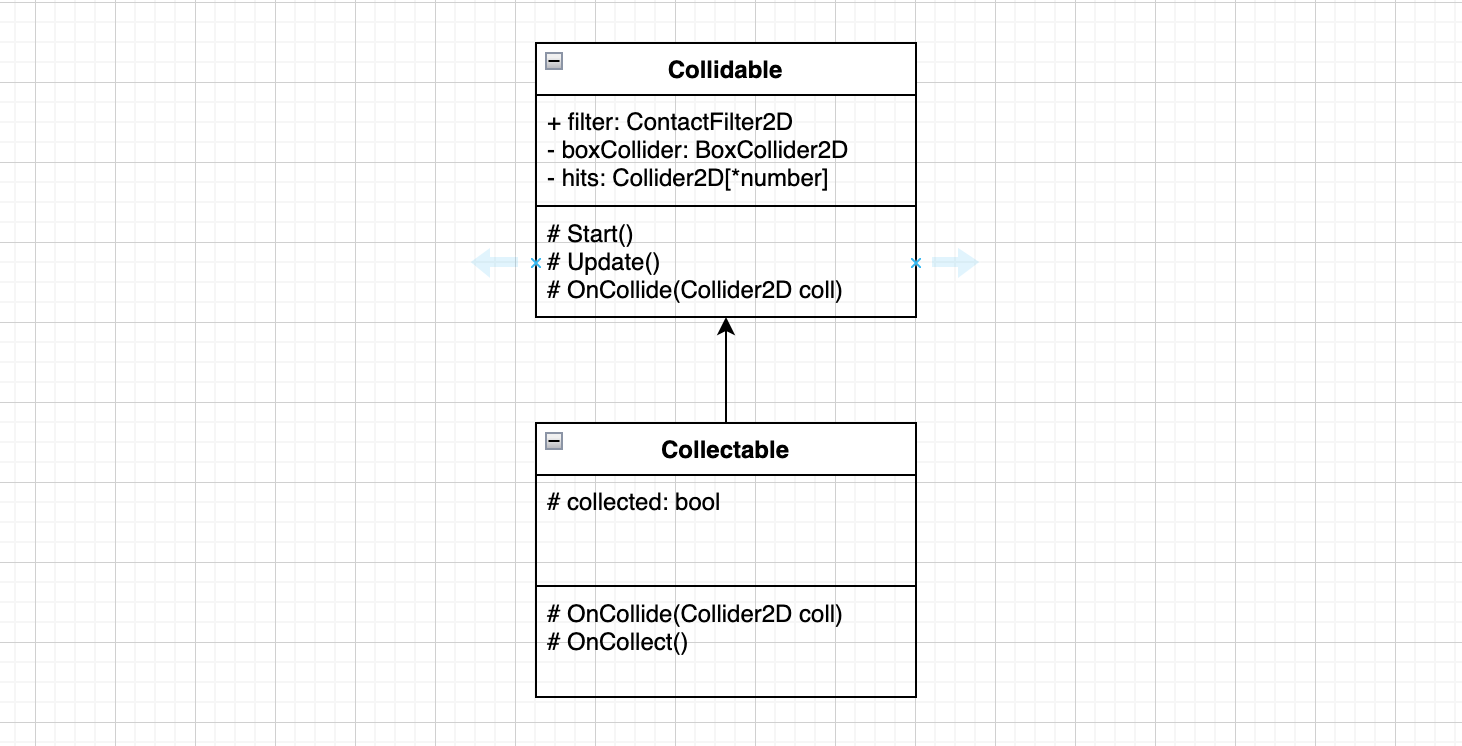 Collidable
+ filter: ContactFilter2D
- boxCollider: BoxCollider2D
- hits: Collider2D[*number]
# Start()
# Update()
# OnCollide(Collider2D coll)
Collectable
# collected: bool
# OnCollide(Collider2D coll)
# OnCollect()